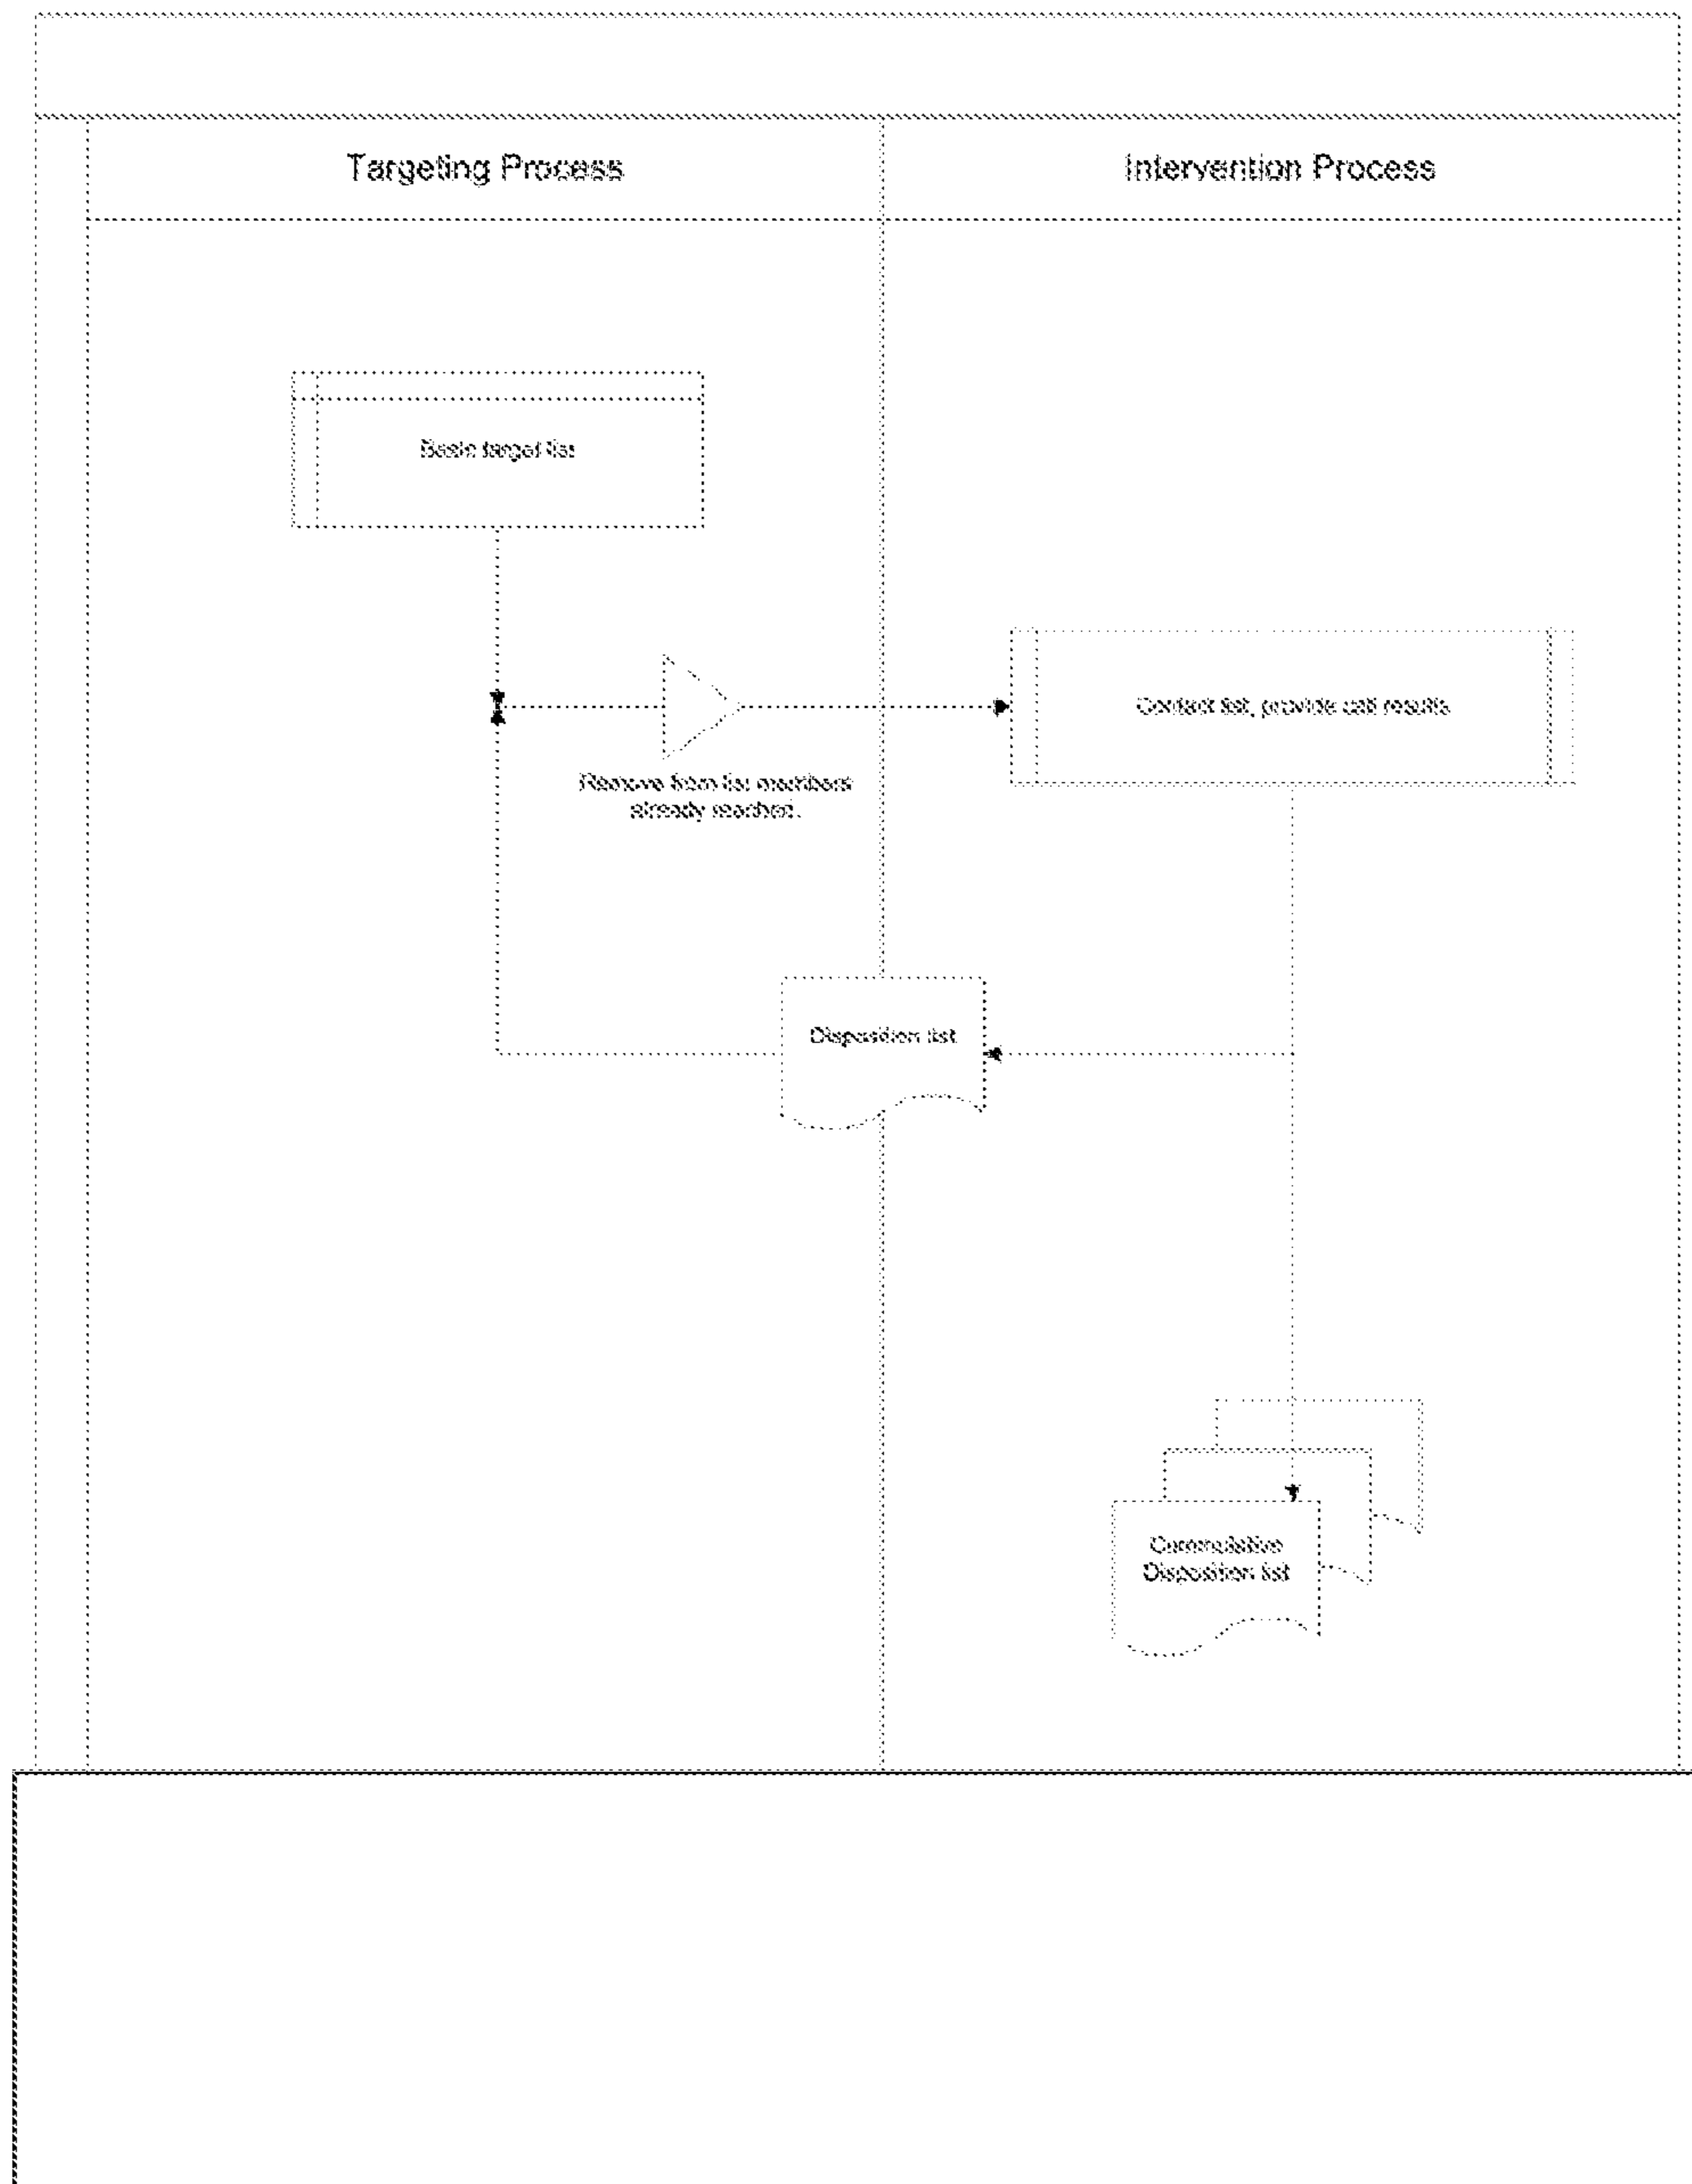 Targeting Process
Intervention Process
Basic target list
Contact list, provide call results
Remove from list members
already reached.
Disposition list
Cummulative
Disposition list